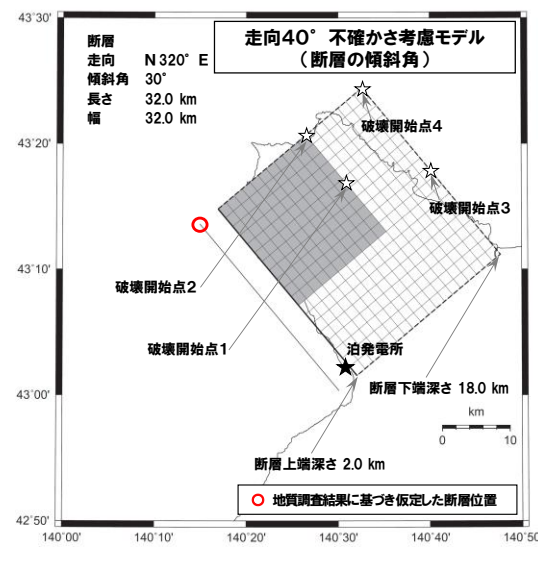 43°30'
断層
走向 N 320° E
傾斜角 30°
長さ 32.0 km
幅 32.0 km
走向40° 不確かさ考慮モデル
（断層の傾斜角）
破壊開始点4
43°20'
破壊開始点3
43°10'
破壊開始点2
破壊開始点1
泊発電所
断層下端深さ 18.0 km
43°00'
km
0 10
断層上端深さ 2.0 km
地質調査結果に基づき仮定した断層位置
42°50'
140°00' 140°10' 140°20' 140°30' 140°40' 140°50'